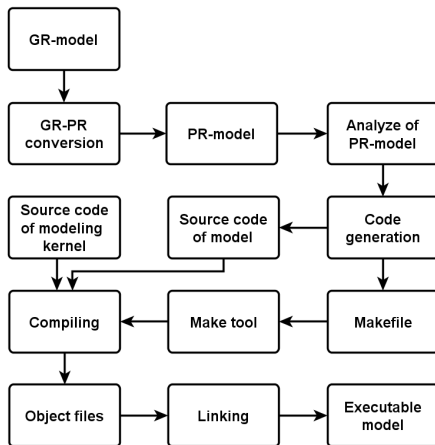 GR-model
GR-PR
conversion
PR-model
Analyze of
PR-model
Source code
of modeling
kernel
Source code
of model
Code
generation
Compiling
Make tool
Makefile
Object files
Linking
Executable
model